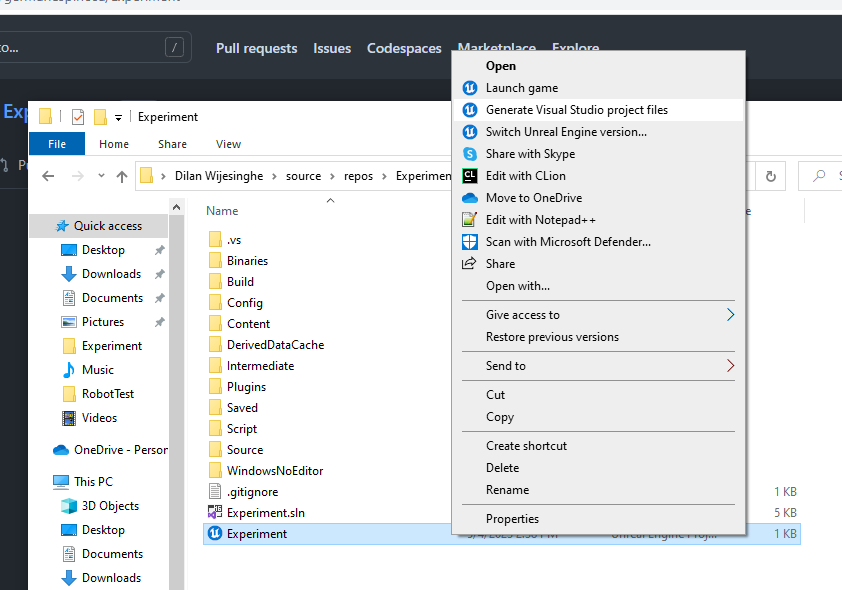 to...
/
Pull requests
Issues
Codespaces
Marketplace
Explore
Exp
Experiment
File
Home
Share
View
Dilan Wijesinghe
source
repos
Experimen
Quick access
Desktop
Downloads
Documents
Pictures
Experiment
Music
RobotTest
Videos
OneDrive - Person
This PC
3D Objects
Desktop
Documents
Downloads
Name
.vs
Binaries
Build
Config
Content
DerivedDataCache
Intermediate
Plugins
Saved
Script
Source
WindowsNoEditor
.gitignore
1 KB
Experiment.sln
5 KB
Experiment
1 KB
Open
Launch game
Generate Visual Studio project files
Switch Unreal Engine version...
Share with Skype
Edit with CLion
Move to OneDrive
Edit with Notepad++
Scan with Microsoft Defender...
Share
Open with...
Give access to
Restore previous versions
Send to
Cut
Copy
Create shortcut
Delete
Rename
Properties